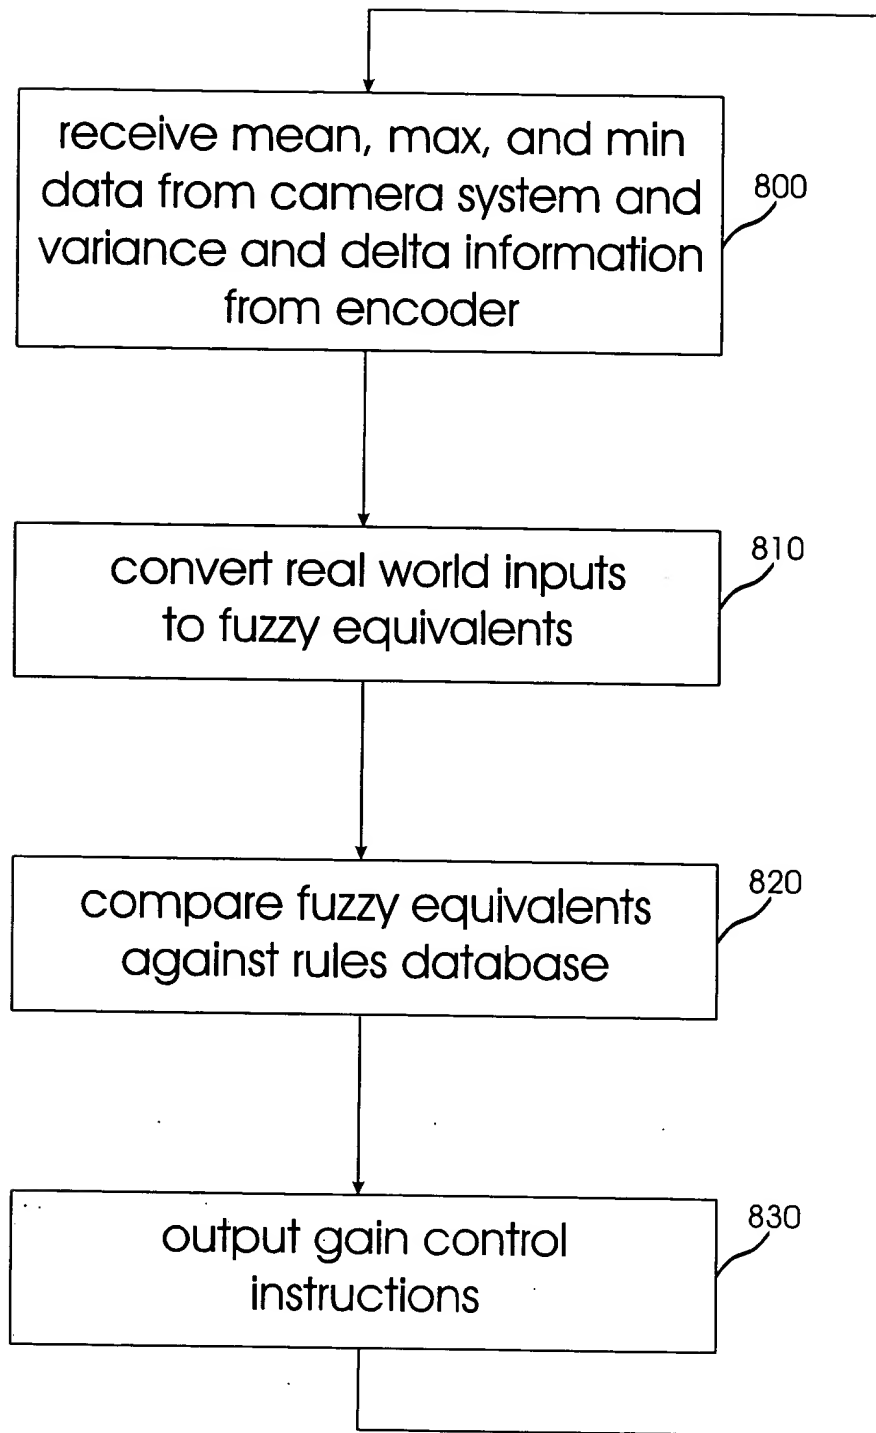 receive mean, max, and min
data from camera system and
variance and delta information
from encoder
800
convert real world inputs
to fuzzy equivalents
810
compare fuzzy equivalents
against rules database
820
output gain control
instructions
830